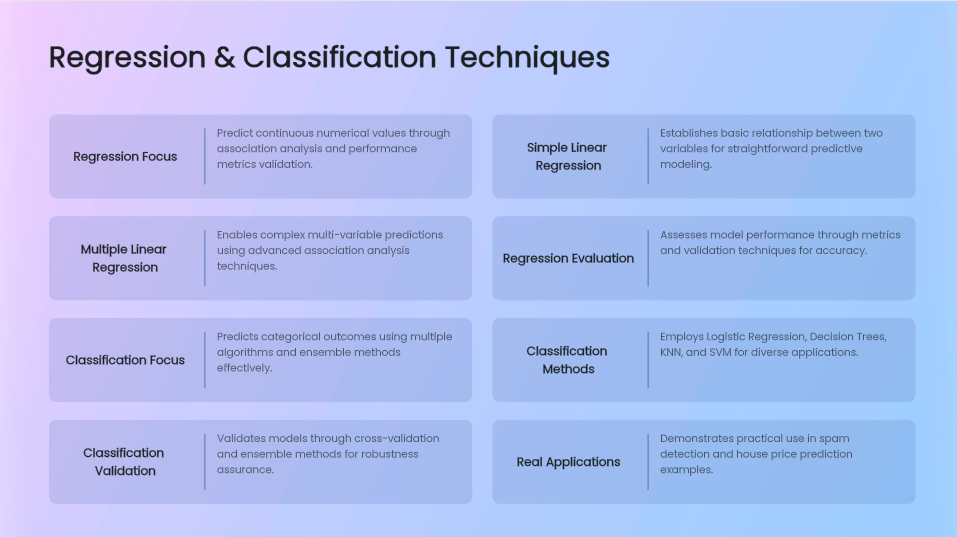 Regression & Classification Techniques
Regression Focus
Predict continuous numerical values through
association analysis and performance
metrics validation.
Simple Linear
Regression
Establishes basic relationship between two
variables for straightforward predictive
modeling.
Multiple Linear
Regression
Enables complex multi-variable predictions
using advanced association analysis
techniques.
Regression Evaluation
Assesses model performance through metrics
and validation techniques for accuracy.
Classification Focus
Predicts categorical outcomes using multiple
algorithms and ensemble methods
effectively.
Classification
Methods
Employs Logistic Regression, Decision Trees,
KNN, and SVM for diverse applications.
Classification
Validation
Validates models through cross-validation
and ensemble methods for robustness
assurance.
Real Applications
Demonstrates practical use in spam
detection and house price prediction
examples.